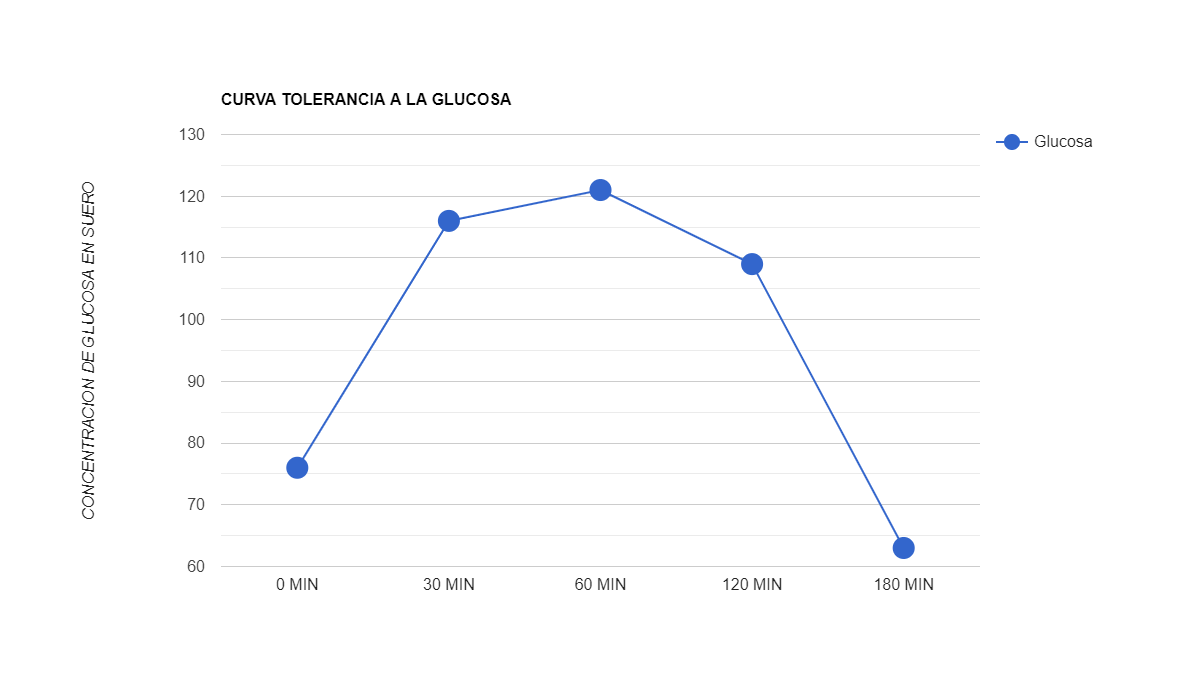 CURVA TOLERANCIA A LA GLUCOSA
130
120
110
100
90
80
70
60
CONCENTRACION DE GLUCOSA EN SUERO
0 MIN
30 MIN
60 MIN
120 MIN
180 MIN
Glucosa